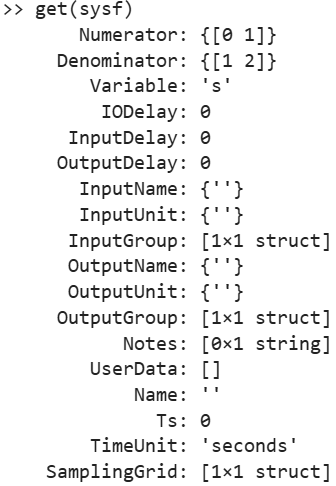 >> get(sysf)
Numerator: {[0 1]}
Denominator: {[1 2]}
Variable: 's'
IODelay: 0
InputDelay: 0
OutputDelay: 0
InputName: {''}
InputUnit: {''}
InputGroup: [1×1 struct]
OutputName: {''}
OutputUnit: {''}
OutputGroup: [1×1 struct]
Notes: [0×1 string]
UserData: []
Name: ''
Ts: 0
TimeUnit: 'seconds'
SamplingGrid: [1×1 struct]